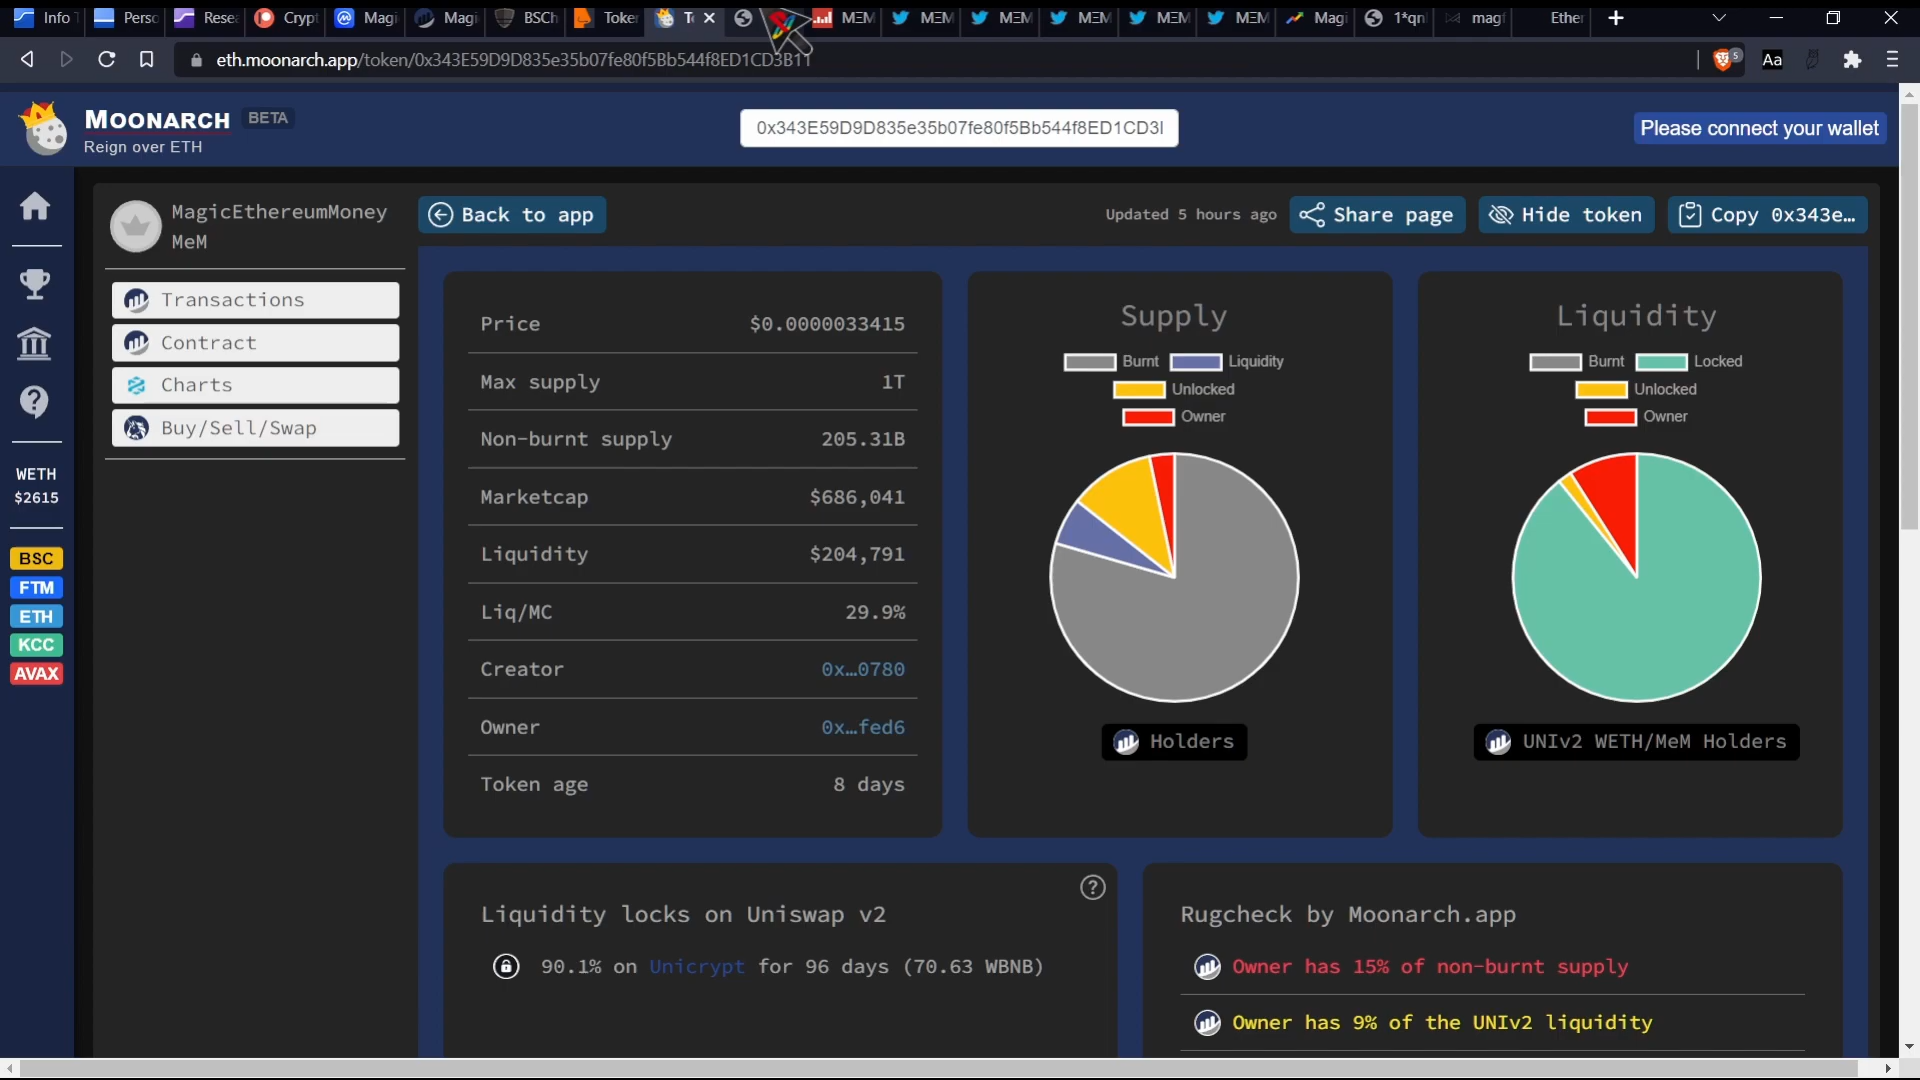 Info T
Perso
Resea
Crypt
Magi
Magi
BSCh
Toker
To
MEM
MEM
MEM
MEM
MEM
MEM
Magi
1*qnl
magf
Ether
eth.moonarch.app/token/0x343E59D9D835e35b07fe80f5Bb544f8ED1CD3B11
5
Aa
MOONARCH BETA
Reign over ETH
0x343E59D9D835e35b07fe80f5Bb544f8ED1CD3I
Please connect your wallet
MagicEthereumMoney
MeM
Back to app
Updated 5 hours ago
Share page
Hide token
Copy 0x343e…
Transactions
Contract
Charts
Buy/Sell/Swap
WETH
$2615
BSC
FTM
ETH
KCC
AVAX
Price $0.0000033415
Max supply 1T
Non-burnt supply 205.31B
Marketcap $686,041
Liquidity $204,791
Liq/MC 29.9%
Creator 0x…0780
Owner 0x…fed6
Token age 8 days
Supply
Burnt Liquidity
Unlocked
Owner
Holders
Liquidity
Burnt Locked
Unlocked
Owner
UNIv2 WETH/MeM Holders
Liquidity locks on Uniswap v2
90.1% on Unicrypt for 96 days (70.63 WBNB)
Rugcheck by Moonarch.app
Owner has 15% of non-burnt supply
Owner has 9% of the UNIv2 liquidity